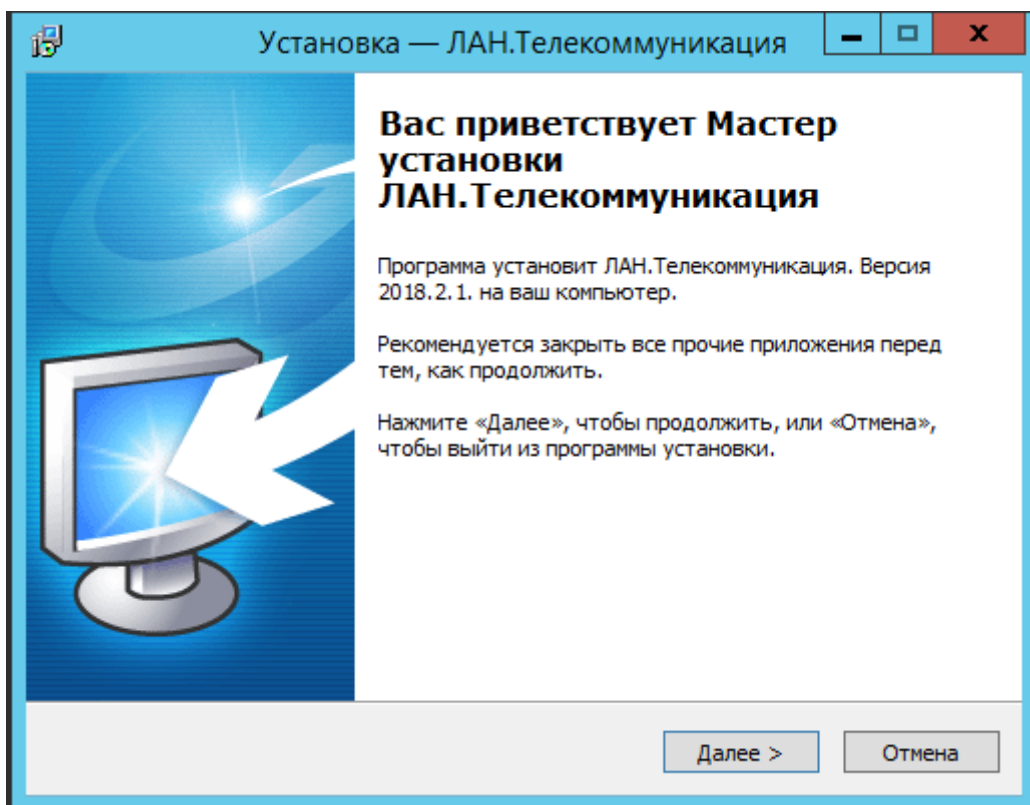 Установка — ЛАН.Телекоммуникация
Вас приветствует Мастер
установки
ЛАН.Телекоммуникация
Программа установит ЛАН.Телекоммуникация. Версия
2018.2.1. на ваш компьютер.
Рекомендуется закрыть все прочие приложения перед
тем, как продолжить.
Нажмите «Далее», чтобы продолжить, или «Отмена»,
чтобы выйти из программы установки.
Далее >
Отмена